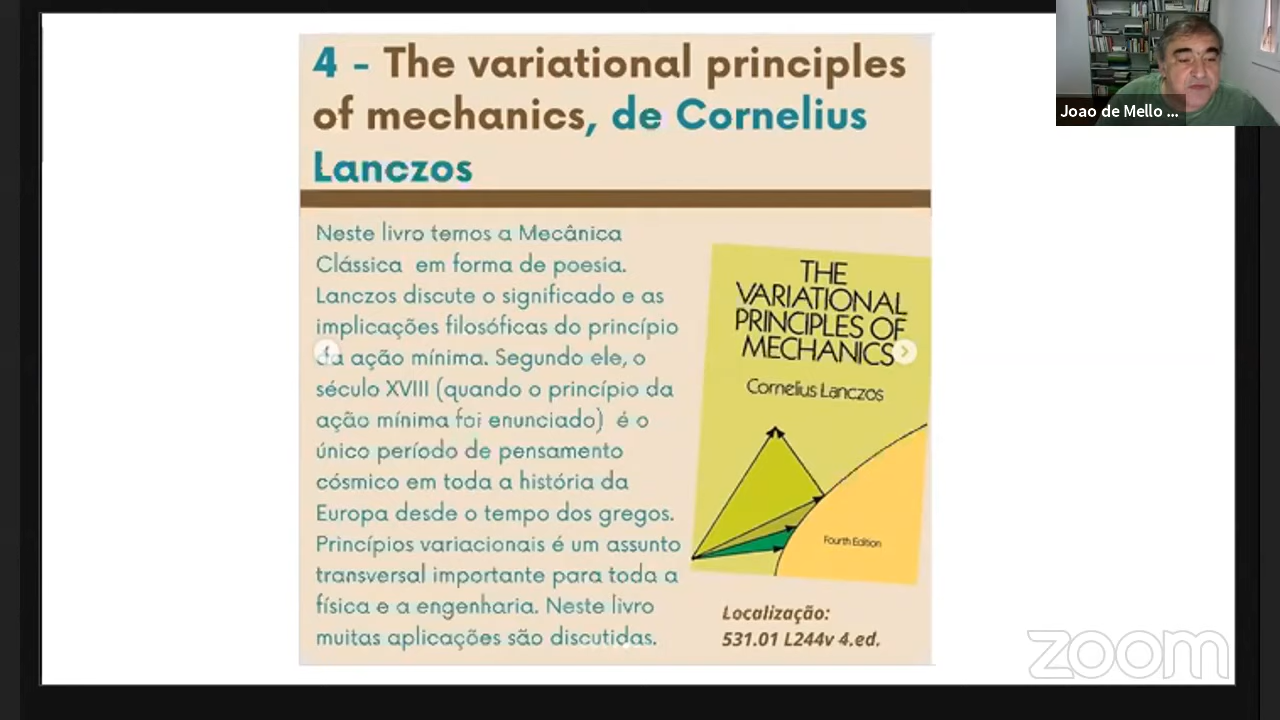 4 - The variational principles
of mechanics, de Cornelius
Lanczos
Neste livro temos a Mecânica
Clássica em forma de poesia.
Lanczos discute o significado e as
implicações filosóficas do princípio
da ação mínima. Segundo ele, o
século XVIII (quando o princípio da
ação mínima foi enunciado) é o
único período de pensamento
cósmico em toda a história da
Europa desde o tempo dos gregos.
Princípios variacionais é um assunto
transversal importante para toda a
física e a engenharia. Neste livro
muitas aplicações são discutidas.
THE
VARIATIONAL
PRINCIPLES OF
MECHANICS
Cornelius Lanczos
Fourth Edition
Localização:
531.01 L244v 4.ed.
Joao de Mello ...
zoom